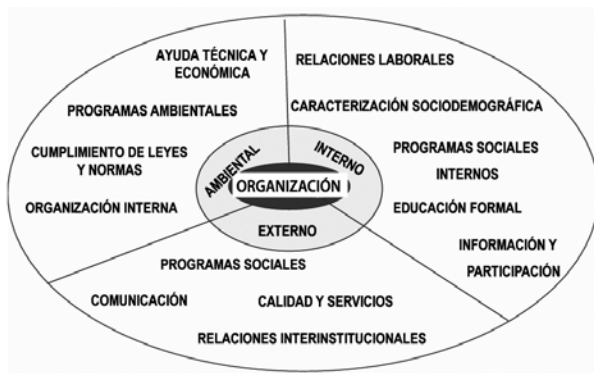 AYUDA TÉCNICA Y
ECONÓMICA
PROGRAMAS AMBIENTALES
CUMPLIMIENTO DE LEYES
Y NORMAS
ORGANIZACIÓN INTERNA
RELACIONES LABORALES
CARACTERIZACIÓN SOCIODEMOGRÁFICA
PROGRAMAS SOCIALES
INTERNOS
EDUCACIÓN FORMAL
INFORMACIÓN Y
PARTICIPACIÓN
AMBIENTAL
INTERNO
ORGANIZACIÓN
EXTERNO
PROGRAMAS SOCIALES
COMUNICACIÓN
CALIDAD Y SERVICIOS
RELACIONES INTERINSTITUCIONALES